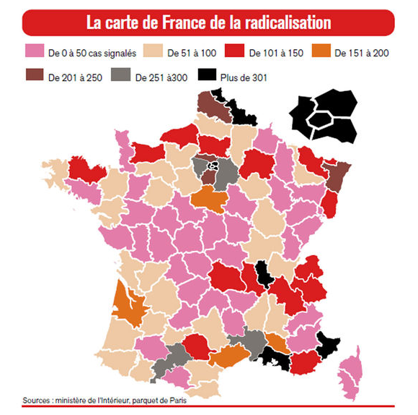 La carte de France de la radicalisation
De 0 à 50 cas signalés De 51 à 100 De 101 à 150 De 151 à 200
De 201 à 250 De 251 à300 Plus de 301
Sources : ministère de l'Intérieur, parquet de Paris